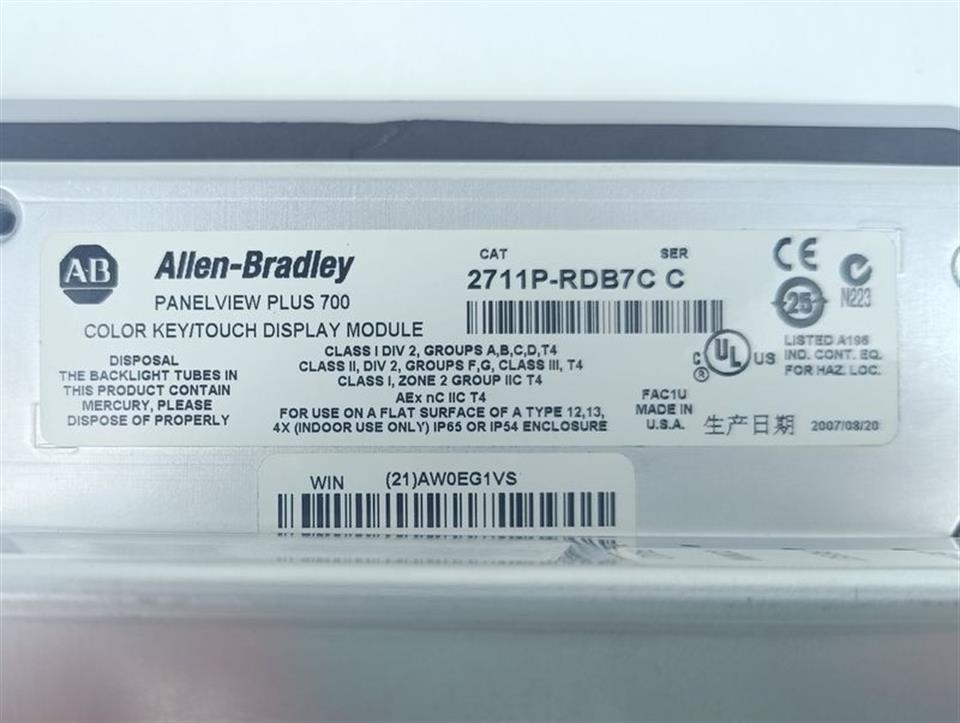 A·B
Allen-Bradley
PANELVIEW PLUS 700
COLOR KEY/TOUCH DISPLAY MODULE
DISPOSAL
THE BACKLIGHT TUBES IN
THIS PRODUCT CONTAIN
MERCURY, PLEASE
DISPOSE OF PROPERLY
CAT SER
2711P-RDB7C C
CLASS I DIV 2, GROUPS A,B,C,D,T4
CLASS II, DIV 2, GROUPS F,G, CLASS III, T4
CLASS I, ZONE 2 GROUP IIC T4
AEx nC IIC T4
FOR USE ON A FLAT SURFACE OF A TYPE 12,13,
4X (INDOOR USE ONLY) IP65 OR IP54 ENCLOSURE
CE
25
N223
C UL US
®
LISTED A196
IND. CONT. EQ.
FOR HAZ. LOC.
FAC1U
MADE IN
U.S.A.
生产日期 2007/08/20
WIN (21)AW0EG1VS